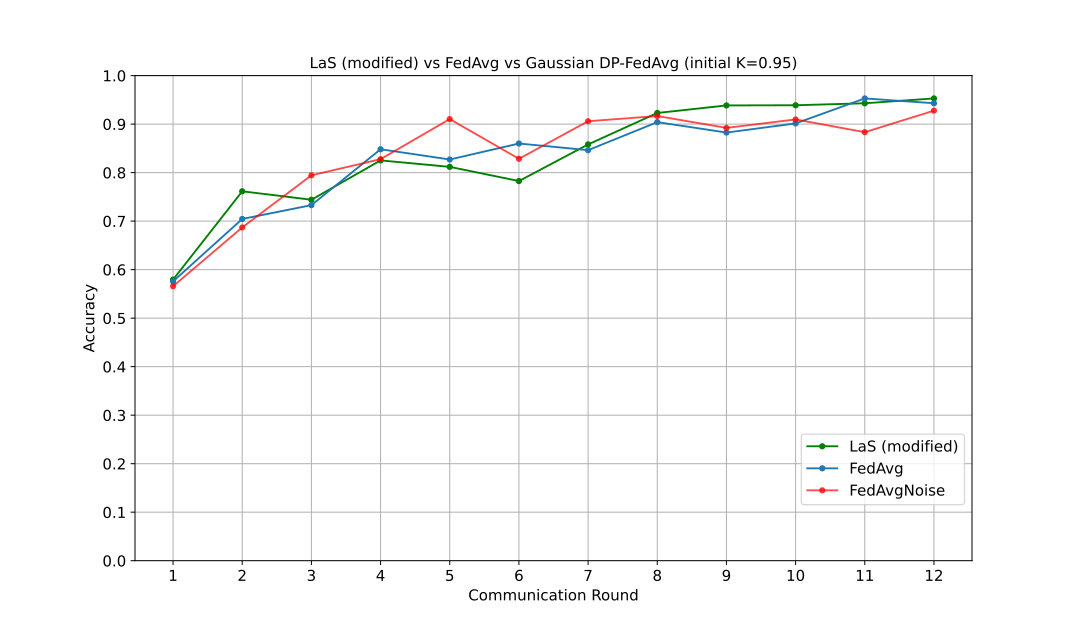 LaS (modified) vs FedAvg vs Gaussian DP-FedAvg (initial K=0.95)
1.0
0.9
0.8
0.7
0.6
0.5
0.4
0.3
0.2
0.1
0.0
Accuracy
LaS (modified)
FedAvg
FedAvgNoise
1 2 3 4 5 6 7 8 9 10 11 12
Communication Round